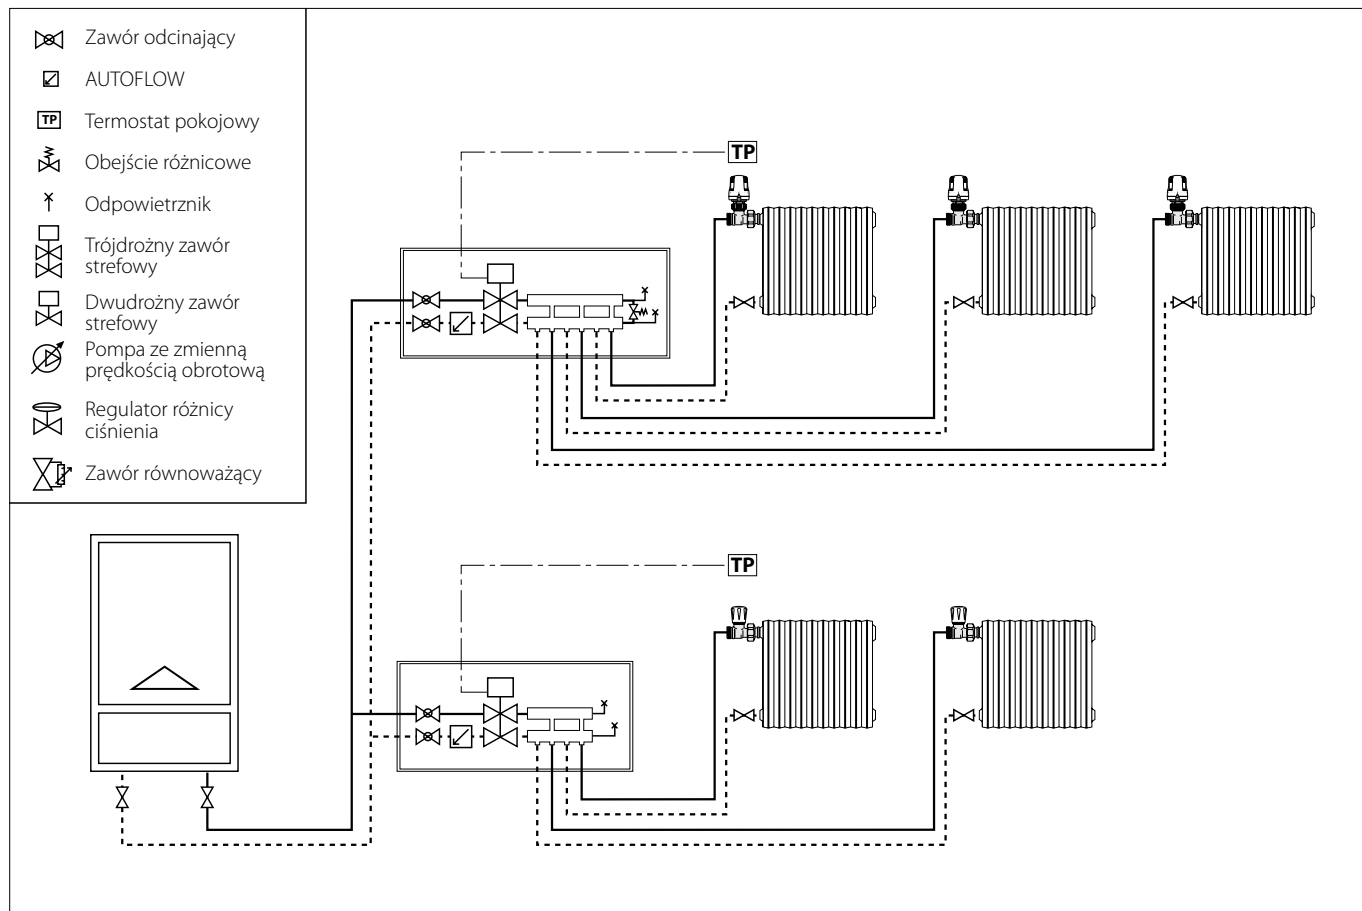 Zawór odcinający
AUTOFLOW
TP Termostat pokojowy
Obejście różnicowe
Odpowietrznik
Trójdrożny zawór
strefowy
Dwudrożny zawór
strefowy
Pompa ze zmienną
prędkością obrotową
Regulator różnicy
ciśnienia
Zawór równoważący
TP
TP